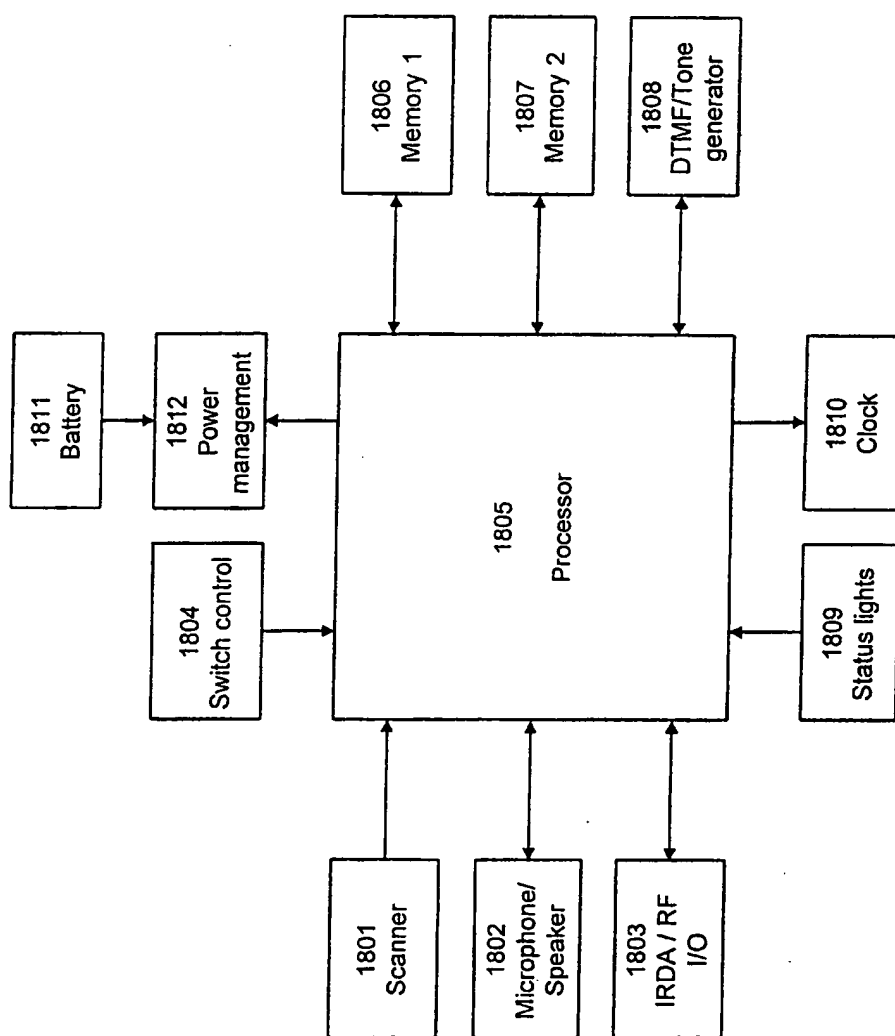 1811
Battery
1812
Power
management
1804
Switch control
1801
Scanner
1802
Microphone/
Speaker
1803
IRDA / RF
I/O
1805
Processor
1806
Memory 1
1807
Memory 2
1808
DTMF/Tone
generator
1809
Status lights
1810
Clock